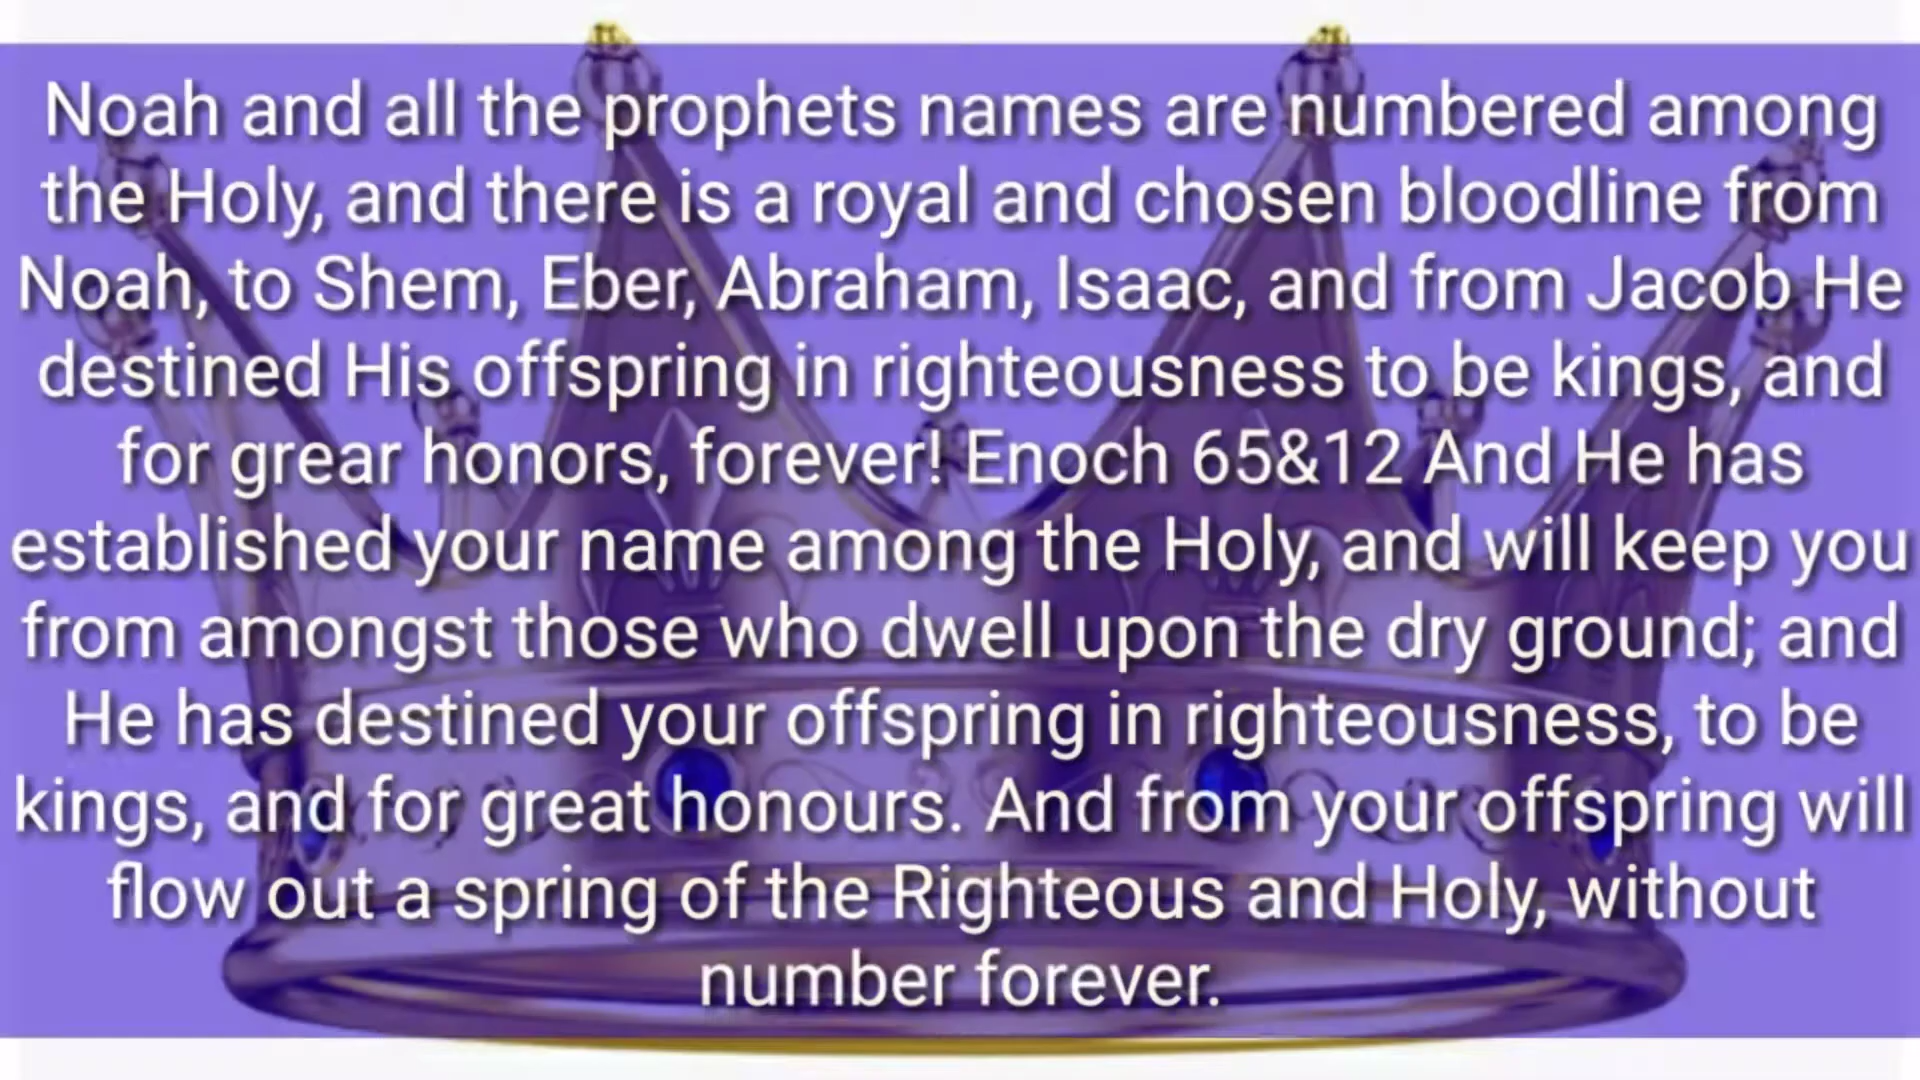 Noah and all the prophets names are numbered among
the Holy, and there is a royal and chosen bloodline from
Noah, to Shem, Eber, Abraham, Isaac, and from Jacob He
destined His offspring in righteousness to be kings, and
for grear honors, forever! Enoch 65&12 And He has
established your name among the Holy, and will keep you
from amongst those who dwell upon the dry ground; and
He has destined your offspring in righteousness, to be
kings, and for great honours. And from your offspring will
flow out a spring of the Righteous and Holy, without
number forever.